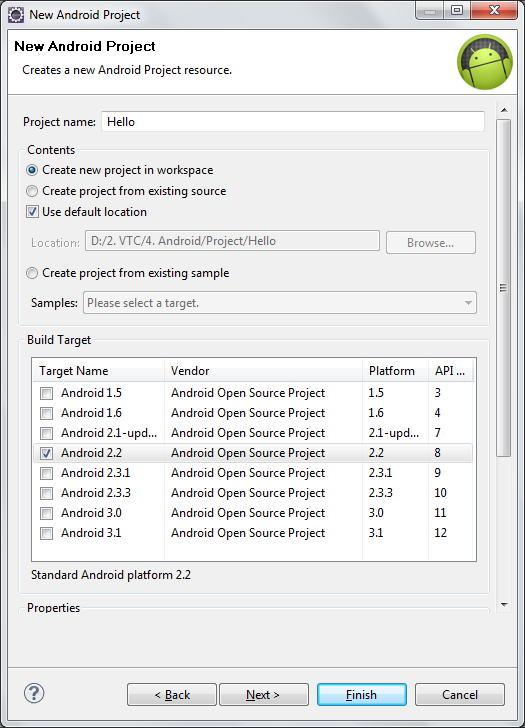 New Android Project
New Android Project
Creates a new Android Project resource.
Project name: Hello
Contents
Create new project in workspace
Create project from existing source
Use default location
Location: D:/2. VTC/4. Android/Project/Hello Browse...
Create project from existing sample
Samples: Please select a target.
Build Target
Target Name Vendor Platform API ...
Android 1.5 Android Open Source Project 1.5 3
Android 1.6 Android Open Source Project 1.6 4
Android 2.1-upd... Android Open Source Project 2.1-upd... 7
Android 2.2 Android Open Source Project 2.2 8
Android 2.3.1 Android Open Source Project 2.3.1 9
Android 2.3.3 Android Open Source Project 2.3.3 10
Android 3.0 Android Open Source Project 3.0 11
Android 3.1 Android Open Source Project 3.1 12
Standard Android platform 2.2
Properties
? < Back Next > Finish Cancel